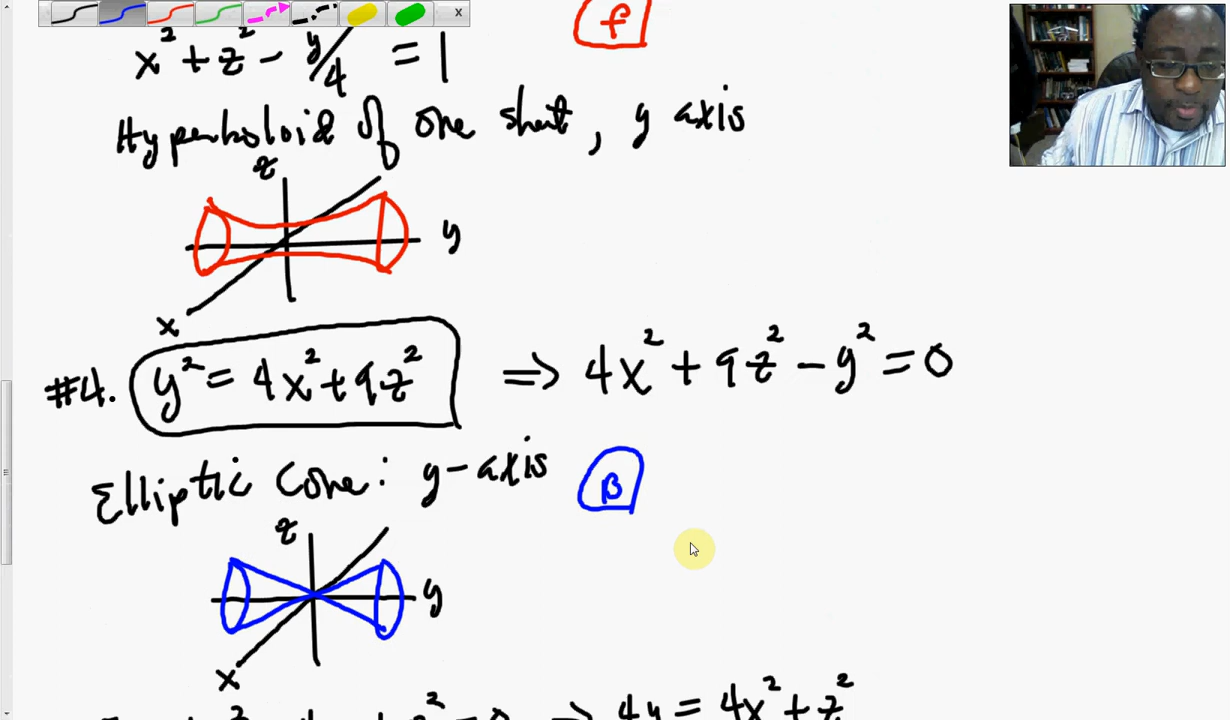 f
x² + z² - y/4 = 1
Hyperboloid of one sheet, y axis
z
y
x
#4. y² = 4x² + 9z² ⇒ 4x² + 9z² - y² = 0
Elliptic Cone: y-axis B
z
y
x
⇒ 4y = 4x² + z²